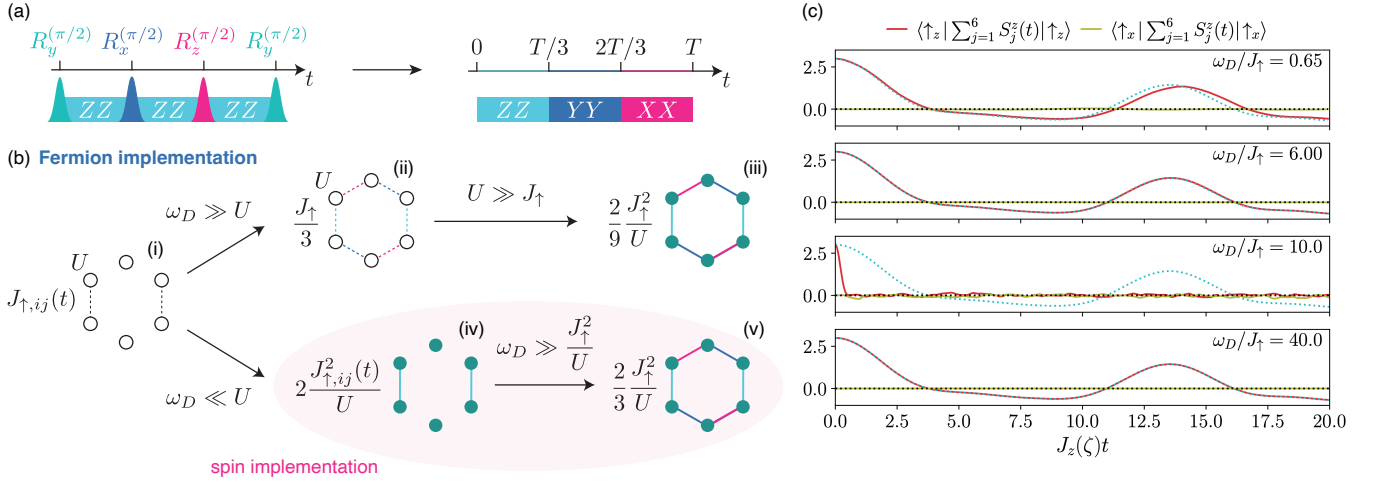 (a)
R_y^{(π/2)} R_x^{(π/2)} R_z^{(π/2)} R_y^{(π/2)}
t
ZZ ZZ ZZ
0 T/3 2T/3 T
t
ZZ YY XX
(b) Fermion implementation
(i)
U
J_{↑,ij}(t)
ω_D ≫ U
ω_D ≪ U
(ii)
U
J_↑/3
U ≫ J_↑
(iii)
2/9 J_↑^2/U
(iv)
2 J_{↑,ij}^2(t)/U
ω_D ≫ J_↑^2/U
(v)
2/3 J_↑^2/U
spin implementation
(c)
⟨↑_z| ∑_{j=1}^6 S_j^z(t)|↑_z⟩ ⟨↑_x| ∑_{j=1}^6 S_j^z(t)|↑_x⟩
ω_D/J_↑ = 0.65
2.5
0.0
ω_D/J_↑ = 6.00
2.5
0.0
ω_D/J_↑ = 10.0
2.5
0.0
ω_D/J_↑ = 40.0
2.5
0.0
0.0 2.5 5.0 7.5 10.0 12.5 15.0 17.5 20.0
J_z(ζ)t